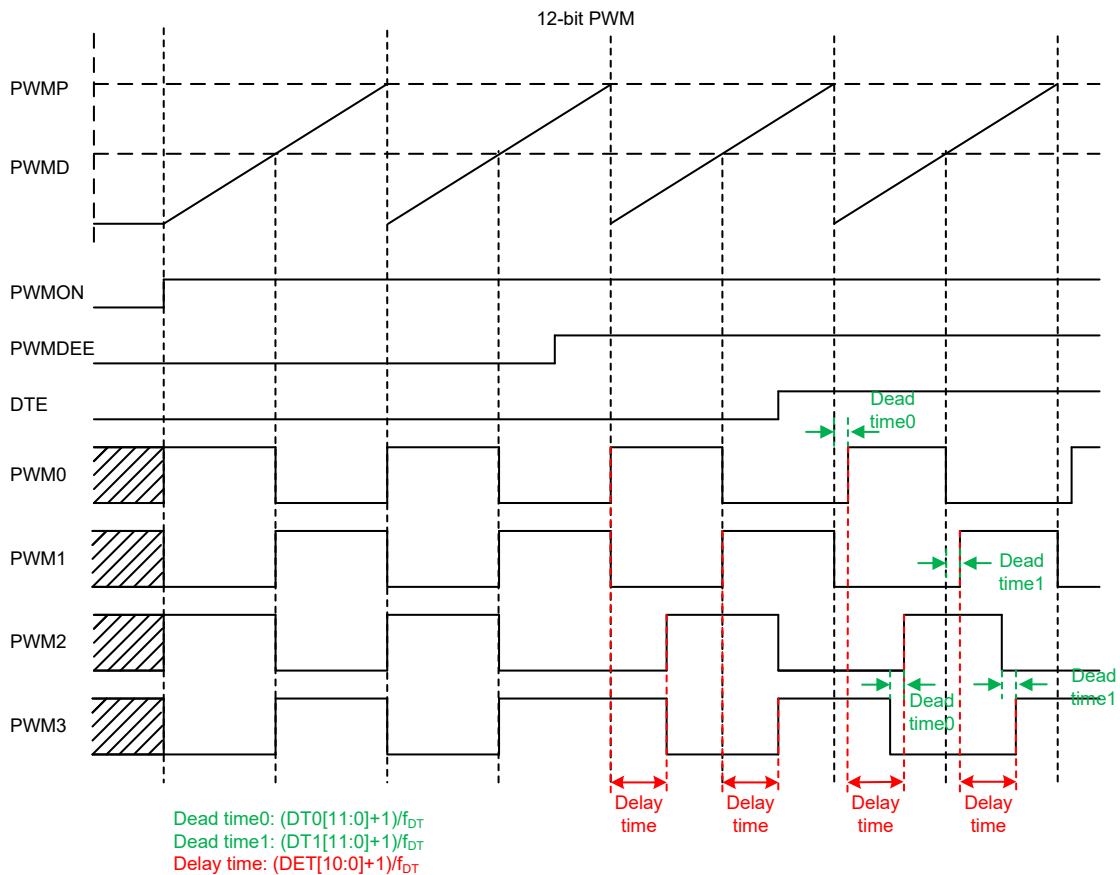 12-bit PWM
PWMP
PWMD
PWMON
PWMDEE
DTE
Dead
time0
PWM0
PWM1
Dead
time1
PWM2
Dead
time1
Dead
time0
PWM3
Delay
time
Delay
time
Delay
time
Delay
time
Dead time0: (DT0[11:0]+1)/fDT
Dead time1: (DT1[11:0]+1)/fDT
Delay time: (DET[10:0]+1)/fDT